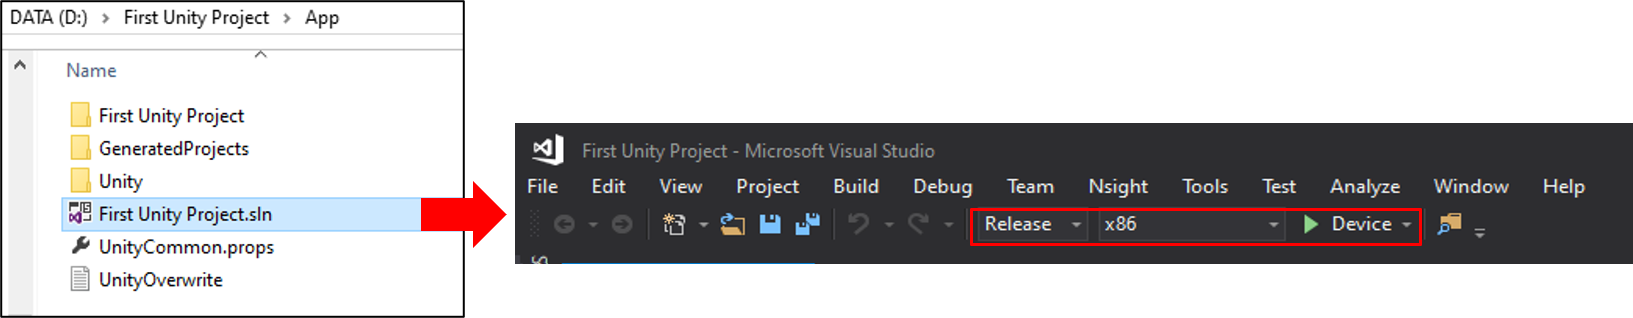 DATA (D:) > First Unity Project > App
Name
First Unity Project
GeneratedProjects
Unity
First Unity Project.sln
UnityCommon.props
UnityOverwrite
First Unity Project - Microsoft Visual Studio
File Edit View Project Build Debug Team Nsight Tools Test Analyze Window Help
Release x86 Device